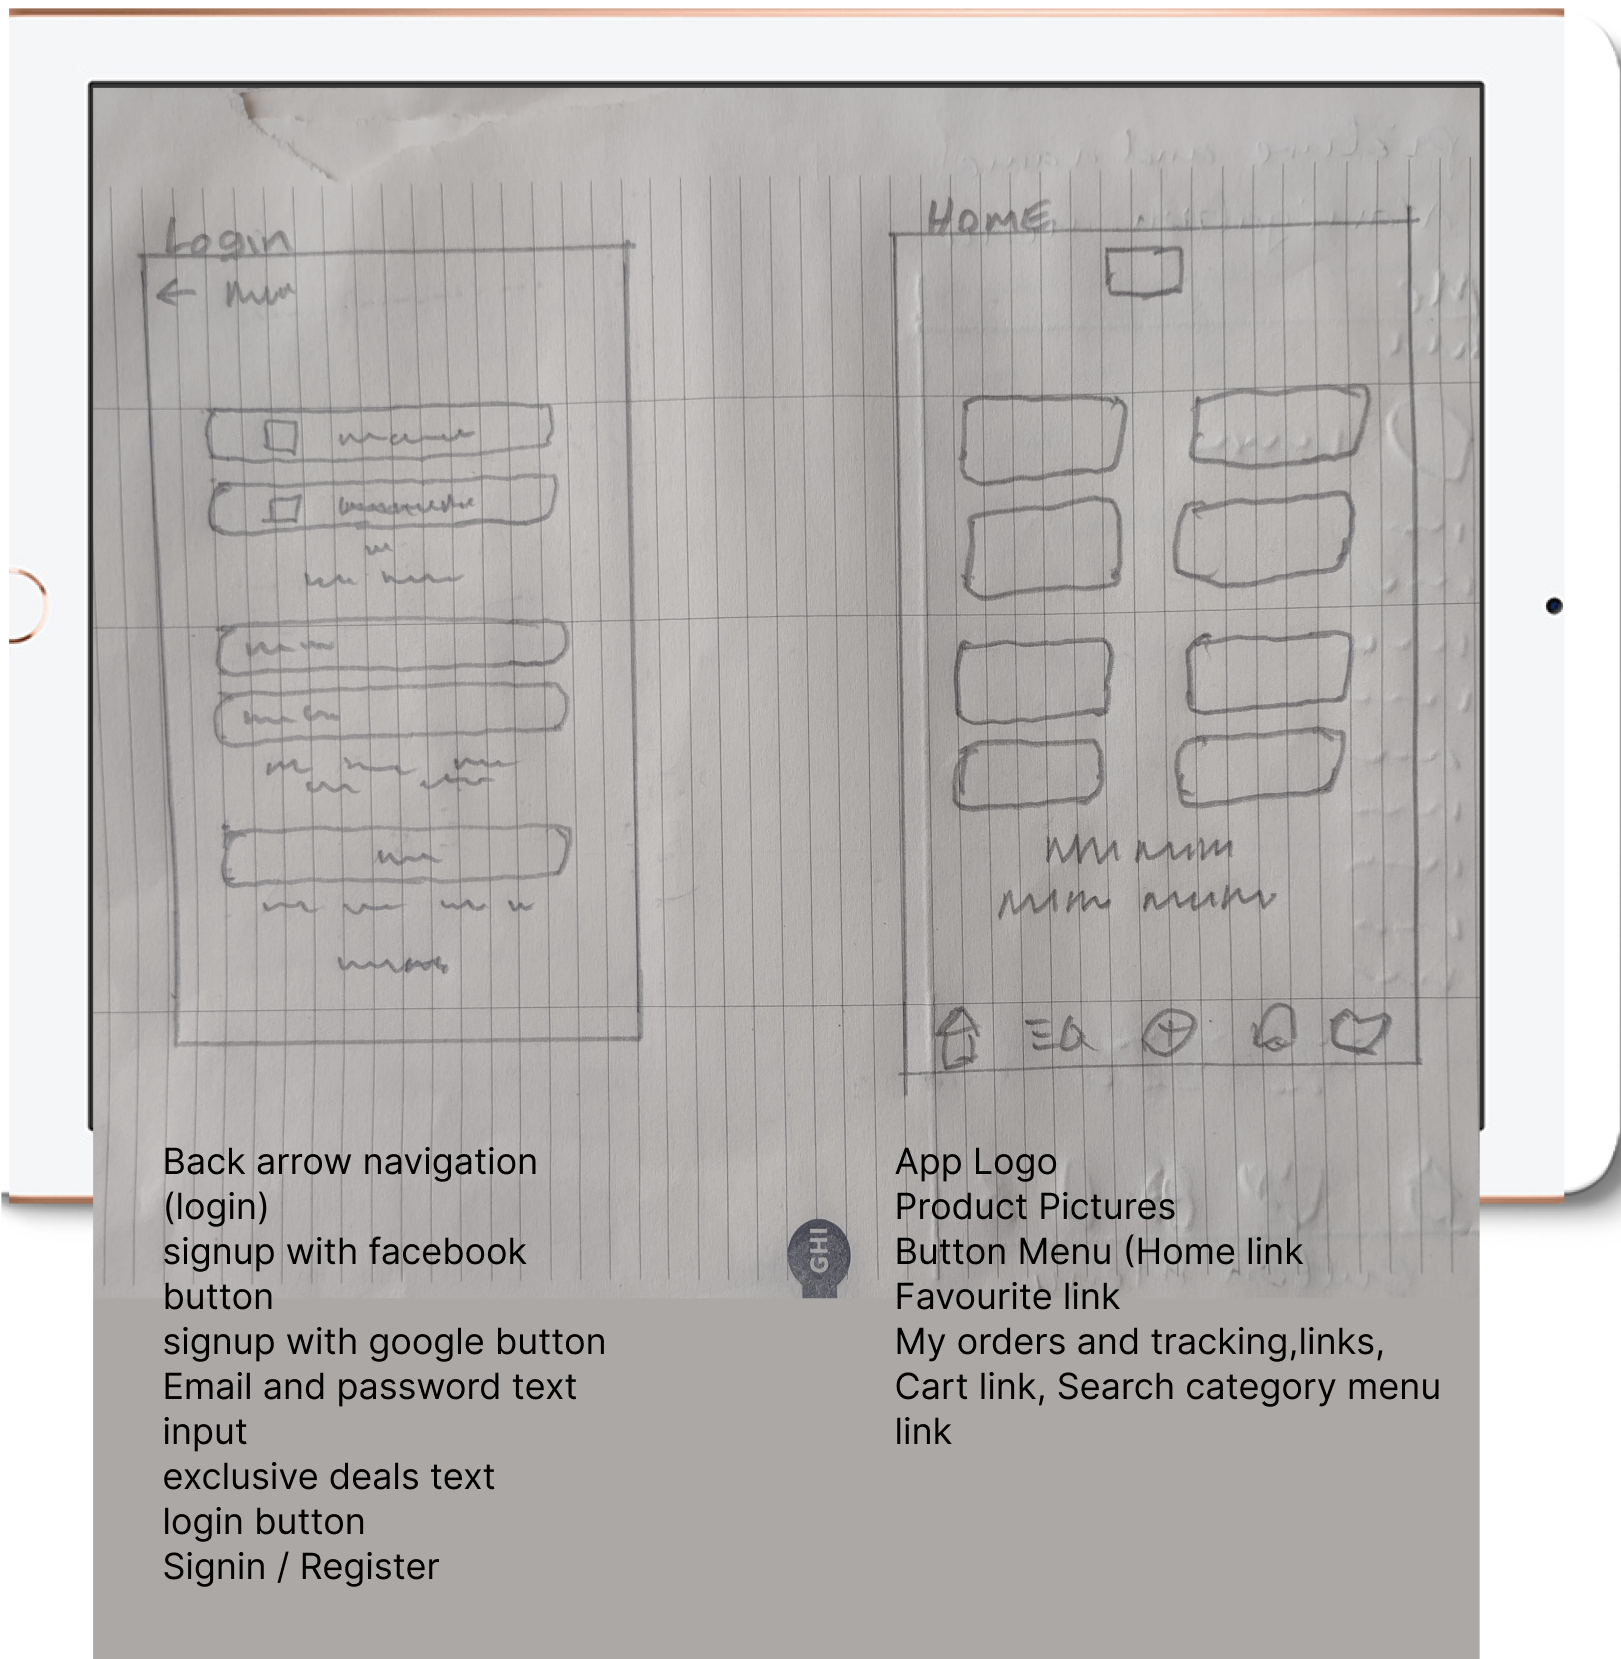 Login
HOME
Back arrow navigation
(login)
signup with facebook
button
signup with google button
Email and password text
input
exclusive deals text
login button
Signin / Register
GHI
App Logo
Product Pictures
Button Menu (Home link
Favourite link
My orders and tracking,links,
Cart link, Search category menu
link